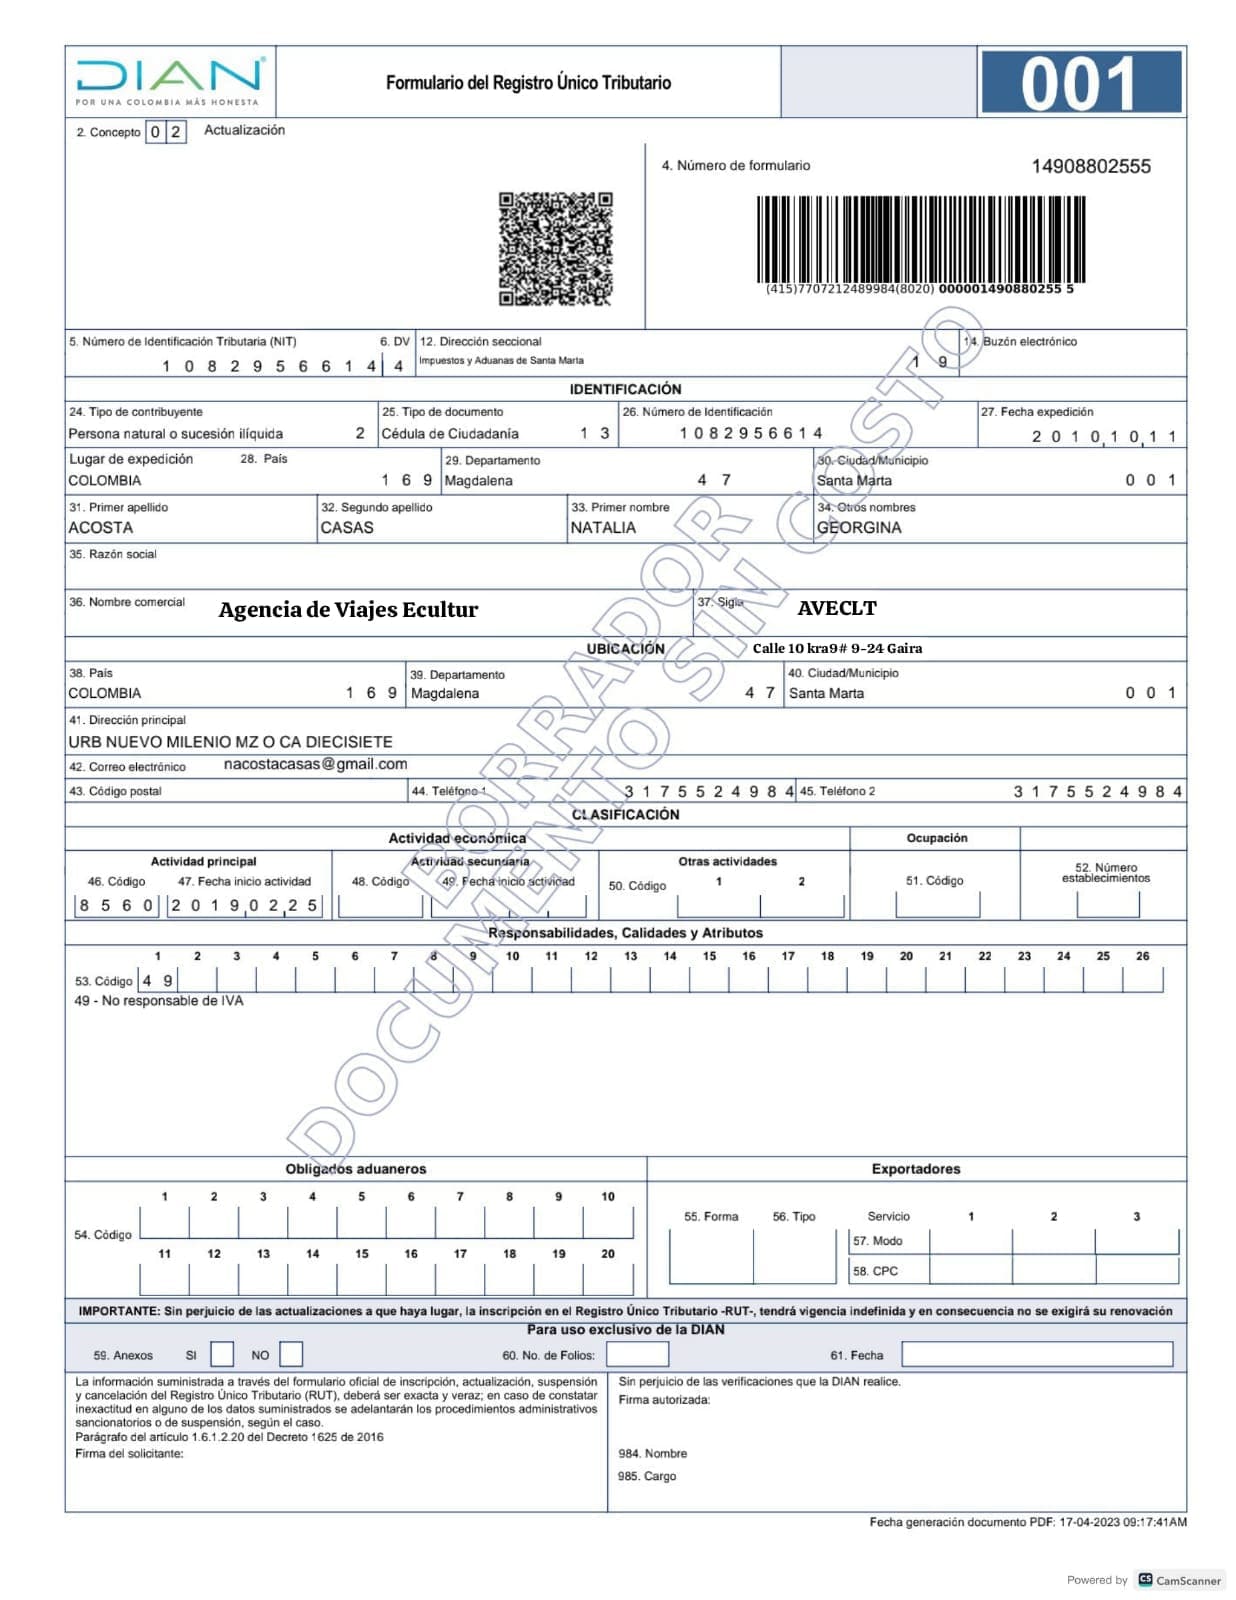 DIAN
POR UNA COLOMBIA MÁS HONESTA
Formulario del Registro Único Tributario
001
2. Concepto 0 2 Actualización
4. Número de formulario 14908802555
(415)7707212489984(8020) 000001490880255 5
5. Número de Identificación Tributaria (NIT) 6. DV 12. Dirección seccional 14. Buzón electrónico
1 0 8 2 9 5 6 6 1 4 4 Impuestos y Aduanas de Santa Marta 1 9
IDENTIFICACIÓN
24. Tipo de contribuyente 25. Tipo de documento 26. Número de Identificación 27. Fecha expedición
Persona natural o sucesión ilíquida 2 Cédula de Ciudadanía 1 3 1 0 8 2 9 5 6 6 1 4 2 0 1 0 1 0 1 1
Lugar de expedición 28. País 29. Departamento 30. Ciudad/Municipio
COLOMBIA 1 6 9 Magdalena 4 7 Santa Marta 0 0 1
31. Primer apellido 32. Segundo apellido 33. Primer nombre 34. Otros nombres
ACOSTA CASAS NATALIA GEORGINA
35. Razón social
36. Nombre comercial Agencia de Viajes Ecultur 37. Sigla AVECLT
UBICACIÓN Calle 10 kra9# 9-24 Gaira
38. País 39. Departamento 40. Ciudad/Municipio
COLOMBIA 1 6 9 Magdalena 4 7 Santa Marta 0 0 1
41. Dirección principal
URB NUEVO MILENIO MZ O CA DIECISIETE
42. Correo electrónico nacostacasas@gmail.com
43. Código postal 44. Teléfono 1 3 1 7 5 5 2 4 9 8 4 45. Teléfono 2 3 1 7 5 5 2 4 9 8 4
CLASIFICACIÓN
Actividad económica Ocupación
Actividad principal Actividad secundaria Otras actividades
46. Código 47. Fecha inicio actividad 48. Código 49. Fecha inicio actividad 50. Código 1 2 51. Código 52. Número establecimientos
8 5 6 0 2 0 1 9 0 2 2 5
Responsabilidades, Calidades y Atributos
1 2 3 4 5 6 7 8 9 10 11 12 13 14 15 16 17 18 19 20 21 22 23 24 25 26
53. Código 4 9
49 - No responsable de IVA
BORRADOR
DOCUMENTO SIN COSTO
Obligados aduaneros Exportadores
1 2 3 4 5 6 7 8 9 10
54. Código
11 12 13 14 15 16 17 18 19 20
55. Forma 56. Tipo Servicio 1 2 3
57. Modo
58. CPC
IMPORTANTE: Sin perjuicio de las actualizaciones a que haya lugar, la inscripción en el Registro Único Tributario -RUT-, tendrá vigencia indefinida y en consecuencia no se exigirá su renovación
Para uso exclusivo de la DIAN
59. Anexos SI NO 60. No. de Folios: 61. Fecha
La información suministrada a través del formulario oficial de inscripción, actualización, suspensión
y cancelación del Registro Único Tributario (RUT), deberá ser exacta y veraz; en caso de constatar
inexactitud en alguno de los datos suministrados se adelantarán los procedimientos administrativos
sancionatorios o de suspensión, según el caso.
Parágrafo del artículo 1.6.1.2.20 del Decreto 1625 de 2016
Firma del solicitante:
Sin perjuicio de las verificaciones que la DIAN realice.
Firma autorizada:
984. Nombre
985. Cargo
Fecha generación documento PDF: 17-04-2023 09:17:41AM
Powered by CS CamScanner